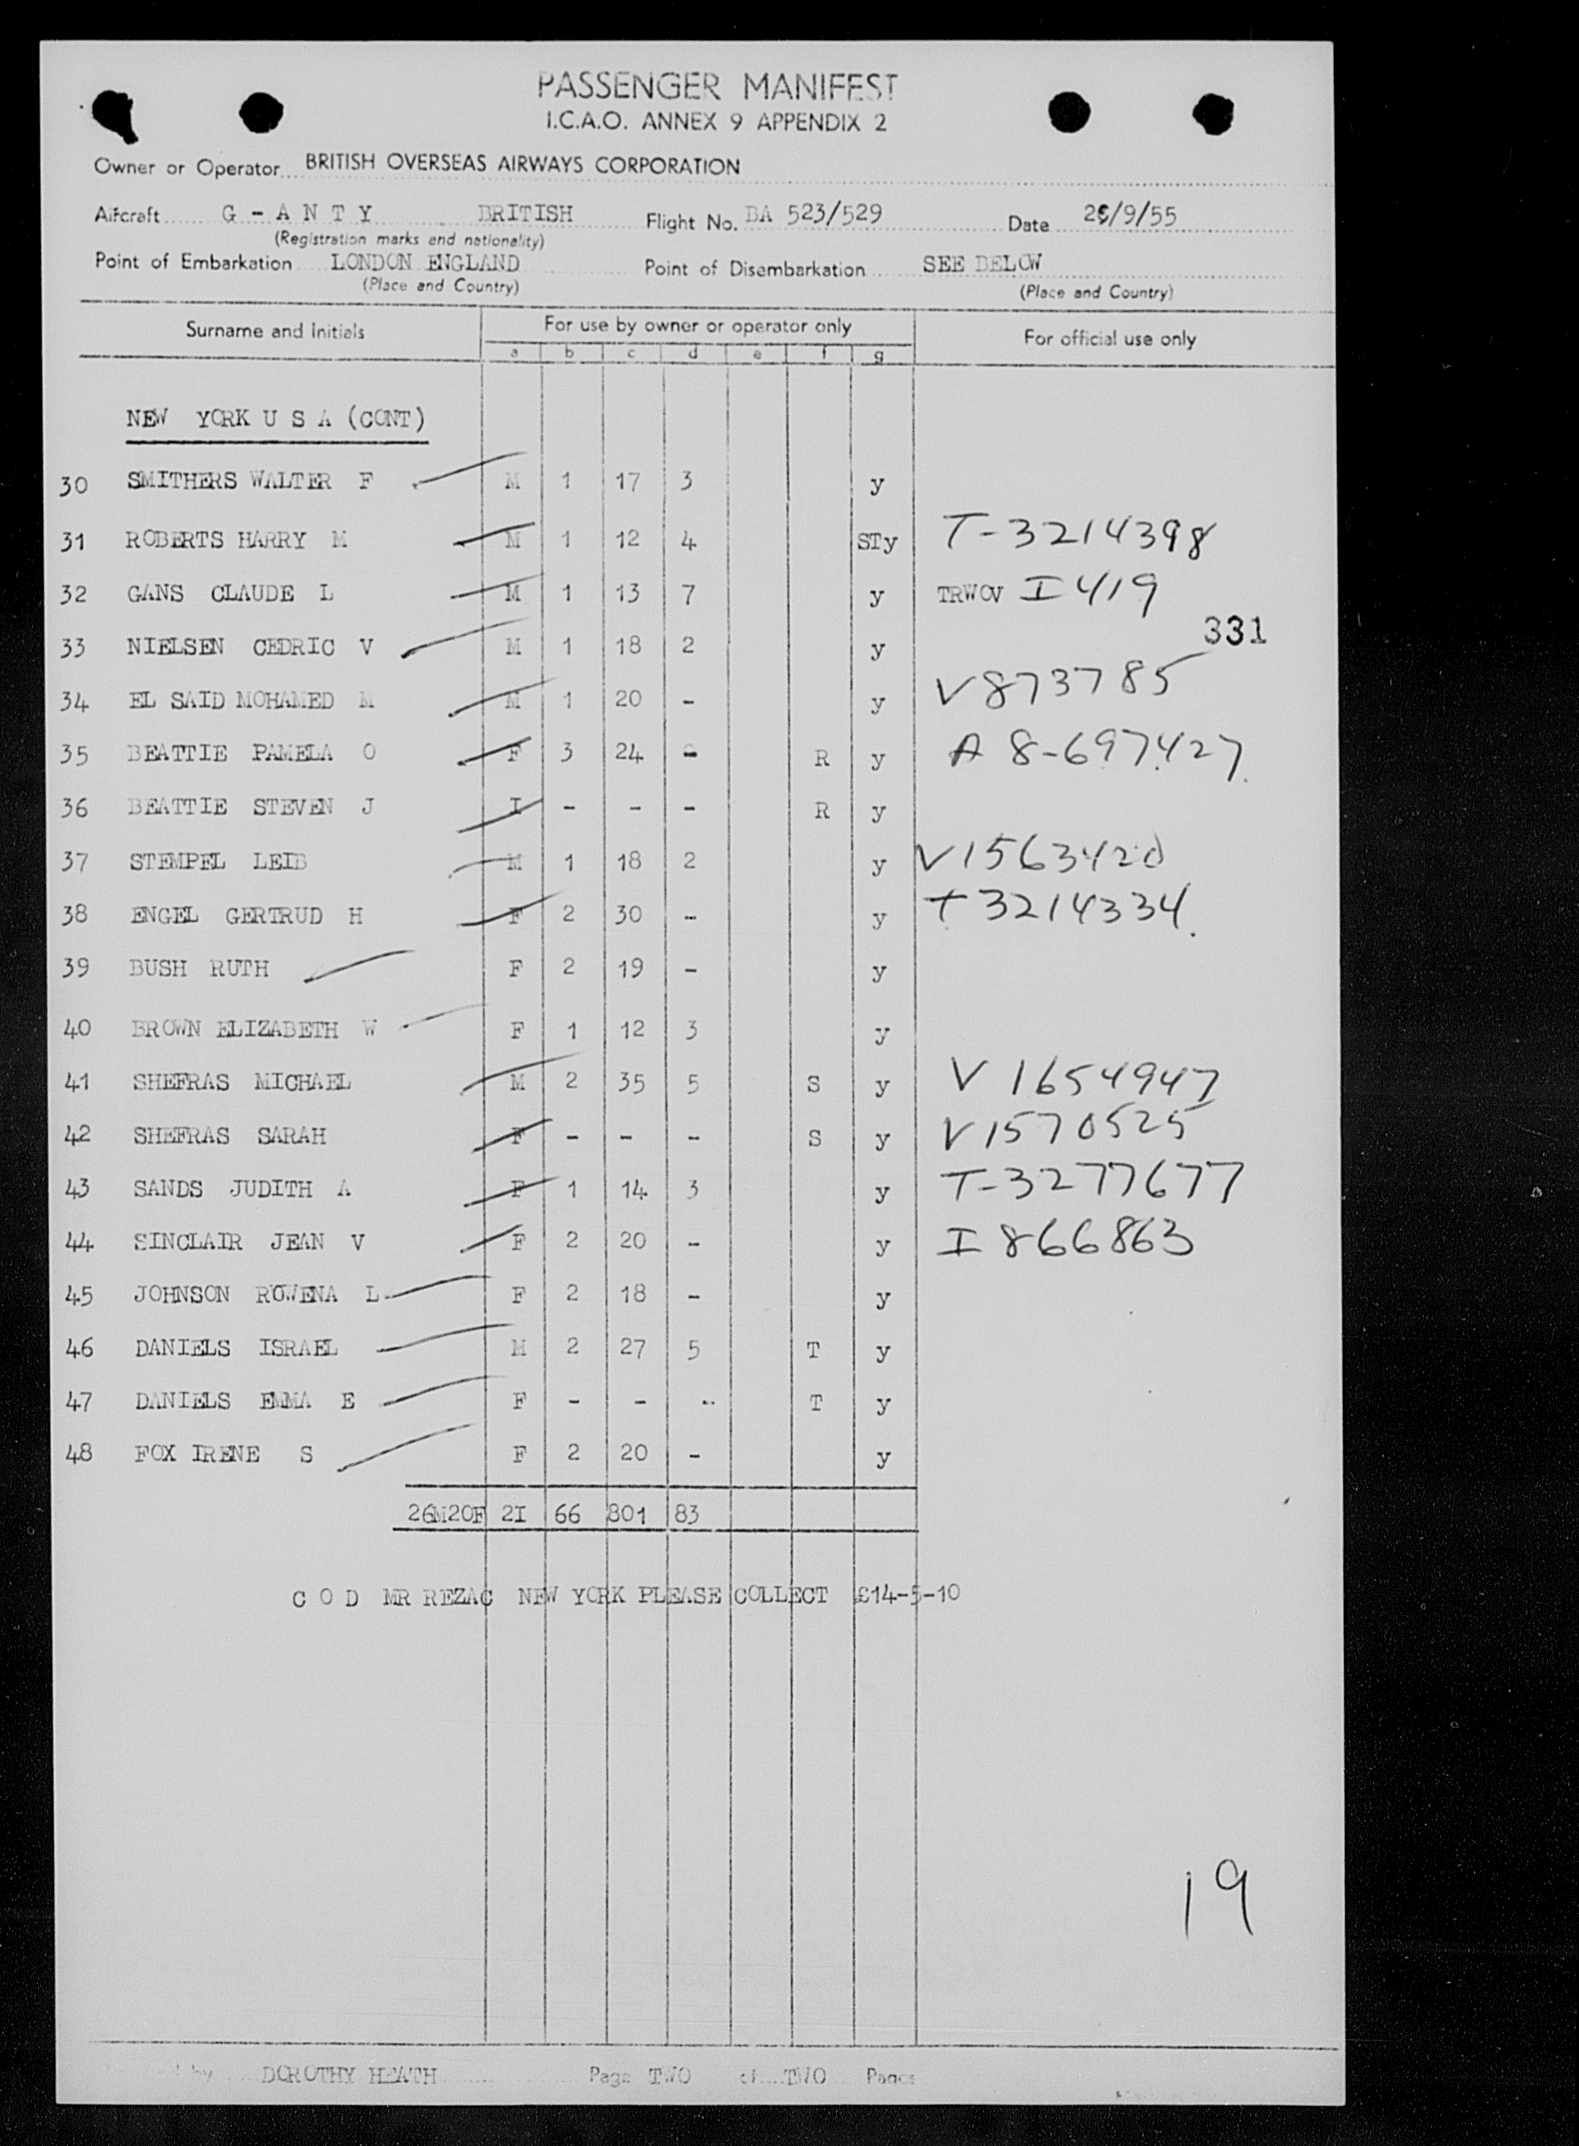 PASSENGER MANIFEST
I.C.A.O. ANNEX 9 APPENDIX 2
Owner or Operator BRITISH OVERSEAS AIRWAYS CORPORATION
Aircraft G - A N T Y BRITISH Flight No. BA 523/529 Date /9/55
(Registration marks and nationality)
Point of Embarkation LONDON ENGLAND Point of Disembarkation SEE BELOW
(Place and Country) (Place and Country)
Surname and Initials For use by owner or operator only For official use only
a b c d e f g
NEW YORK U S A (CONT)
30 SMITHERS WALTER F M 1 17 3 y
31 ROBERTS HARRY M M 1 12 4 STy T-3214398
32 GANS CLAUDE L M 1 13 7 y TRWOV I 419
331
33 NIELSEN CEDRIC V M 1 18 2 y
34 EL SAID MOHAMED M M 1 20 - y V873785
35 BEATTIE PAMELA O F 3 24 - R y A 8-697427
36 BEATTIE STEVEN J I - - - R y
37 STEMPEL LEIB M 1 18 2 y V1563420
38 ENGEL GERTRUD H F 2 30 - y T3214334
39 BUSH RUTH F 2 19 - y
40 BROWN ELIZABETH W F 1 12 3 y
41 SHEFRAS MICHAEL M 2 35 5 S y V 1654947
42 SHEFRAS SARAH F - - - S y V1570525
43 SANDS JUDITH A F 1 14 3 y T-3277677
44 SINCLAIR JEAN V F 2 20 - y I 866863
45 JOHNSON ROWENA L F 2 18 - y
46 DANIELS ISRAEL M 2 27 5 T y
47 DANIELS EMMA E F - - - T y
48 FOX IRENE S F 2 20 - y
26M20F 2I 66 801 83
C O D MR REZAC NEW YORK PLEASE COLLECT £14-5-10
19
by DOROTHY HEATH Page TWO of TWO Pages